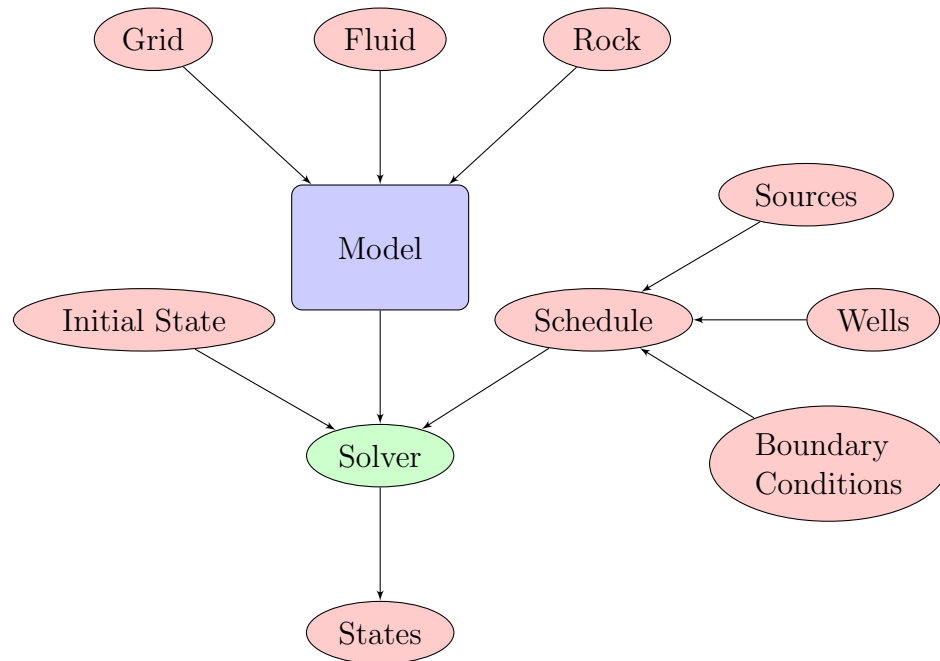 Grid
Fluid
Rock
Sources
Model
Initial State
Schedule
Wells
Solver
Boundary
Conditions
States